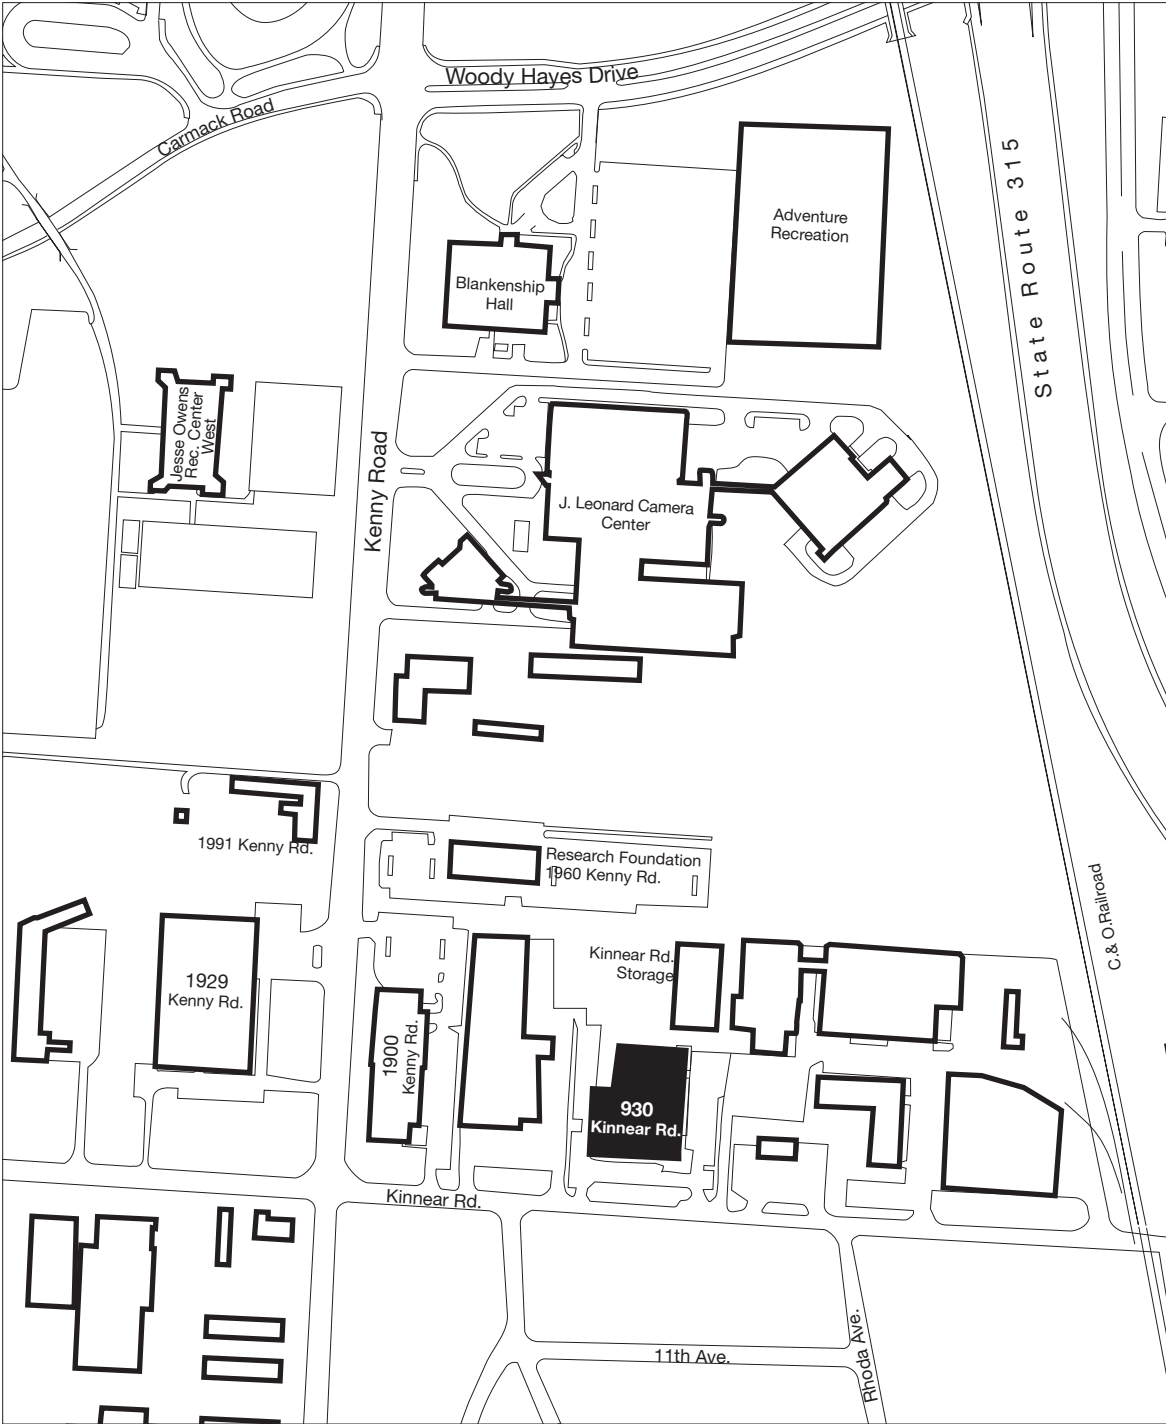 Woody Hayes Drive
Carmack Road
State Route 315
Adventure
Recreation
Blankenship
Hall
Jesse Owens
Rec. Center
West
Kenny Road
J. Leonard Camera
Center
1991 Kenny Rd.
Research Foundation
1960 Kenny Rd.
C.& O.Railroad
Kinnear Rd.
Storage
1929
Kenny Rd.
1900
Kenny Rd.
930
Kinnear Rd.
Kinnear Rd.
11th Ave.
Rhoda Ave.